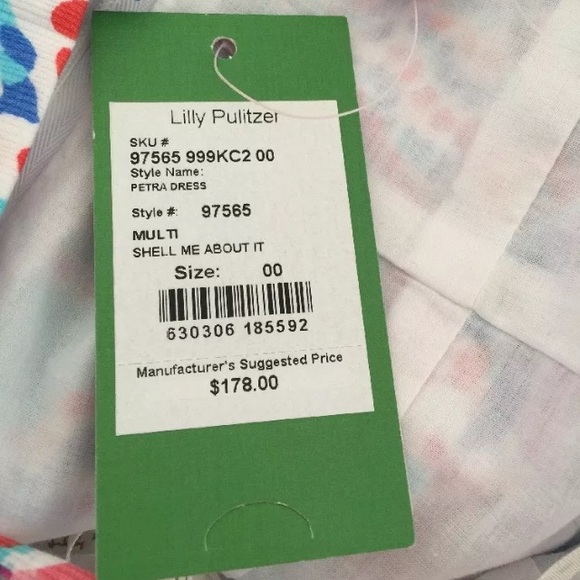 Lilly Pulitzer
SKU #
97565 999KC2 00
Style Name:
PETRA DRESS
Style #: 97565
MULTI
SHELL ME ABOUT IT
Size: 00
630306 185592
Manufacturer's Suggested Price
$178.00